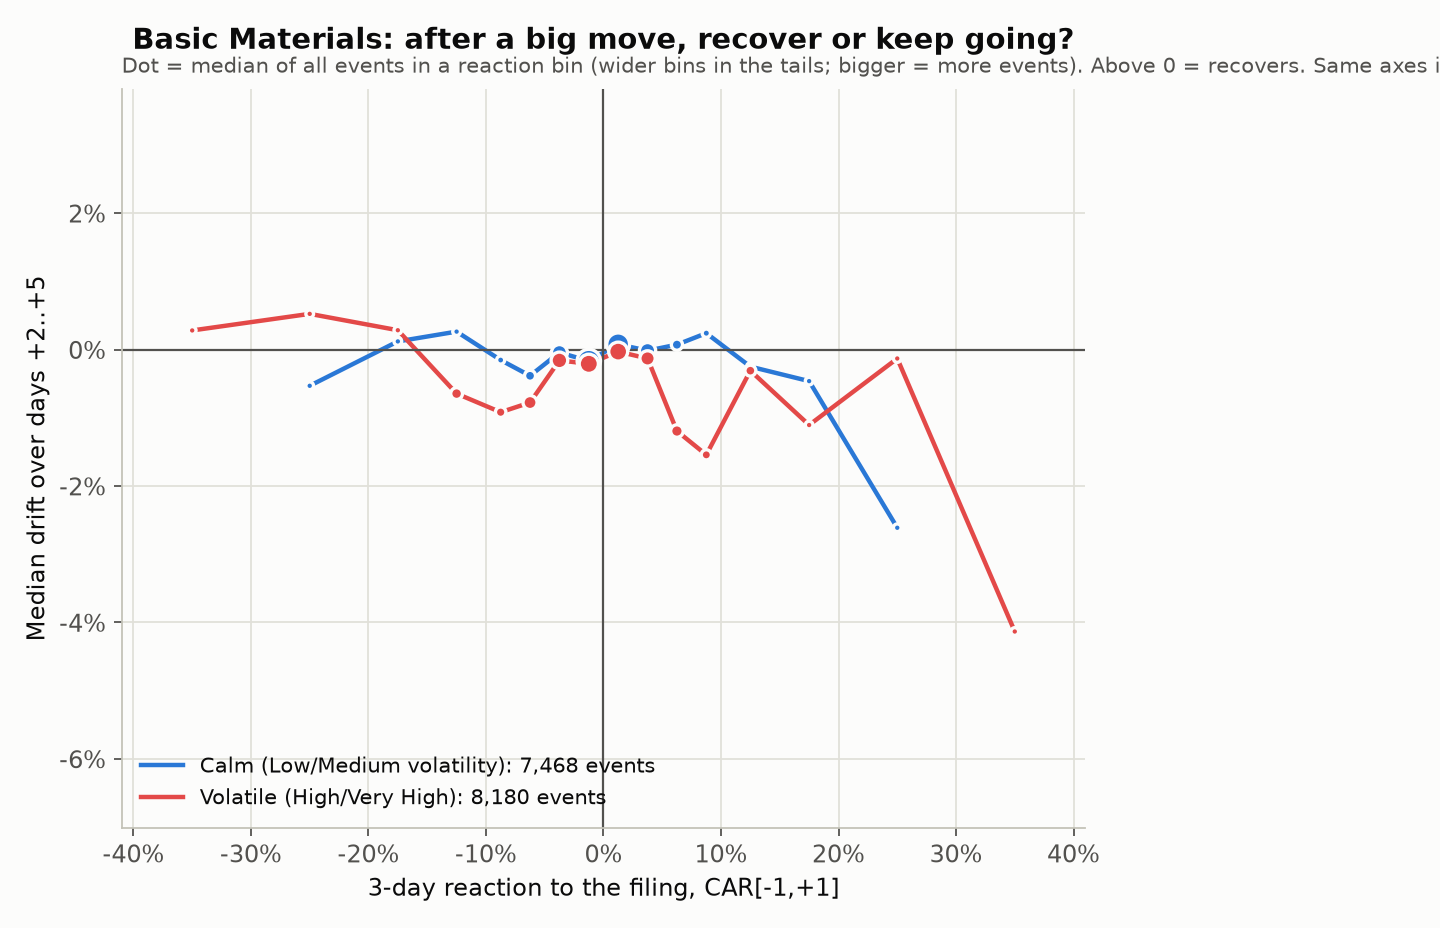 Basic Materials: after a big move, recover or keep going?
Dot = median of all events in a reaction bin (wider bins in the tails; bigger = more events). Above 0 = recovers. Same axes i
2%
0%
-2%
-4%
-6%
Median drift over days +2..+5
Calm (Low/Medium volatility): 7,468 events
Volatile (High/Very High): 8,180 events
-40%
-30%
-20%
-10%
0%
10%
20%
30%
40%
3-day reaction to the filing, CAR[-1,+1]